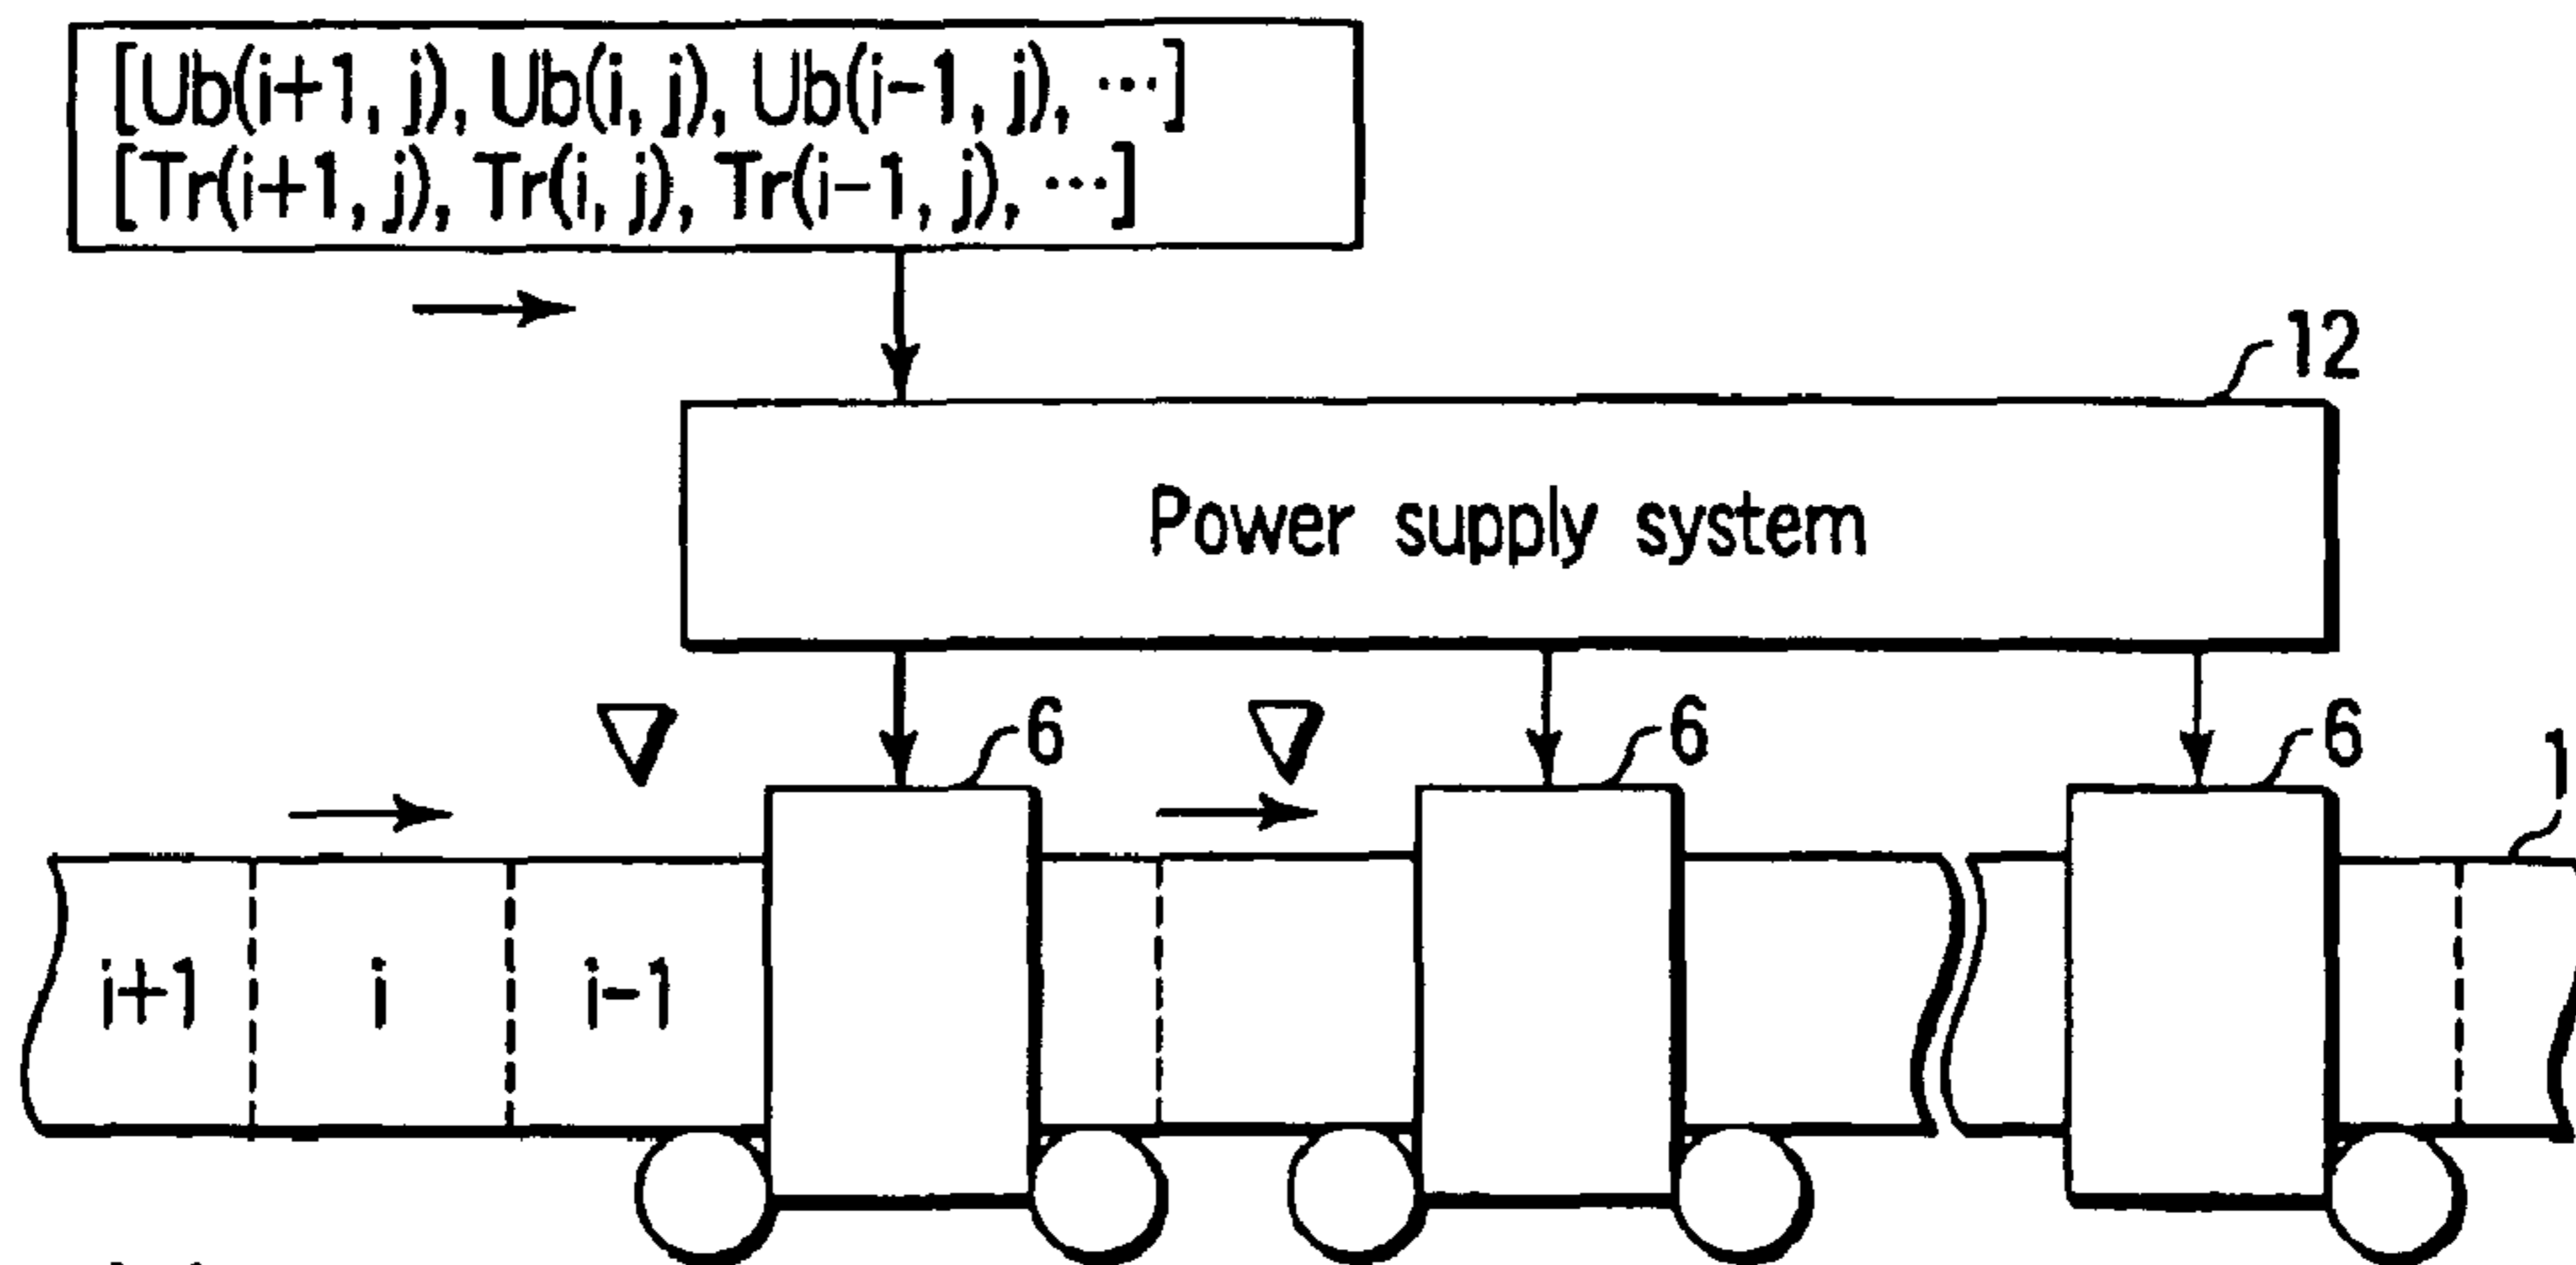 [Ub(i+1, j), Ub(i, j), Ub(i-1, j), ···]
[Tr(i+1, j), Tr(i, j), Tr(i-1, j), ···]
12
Power supply system
6
6
6
1
i+1
i
i-1